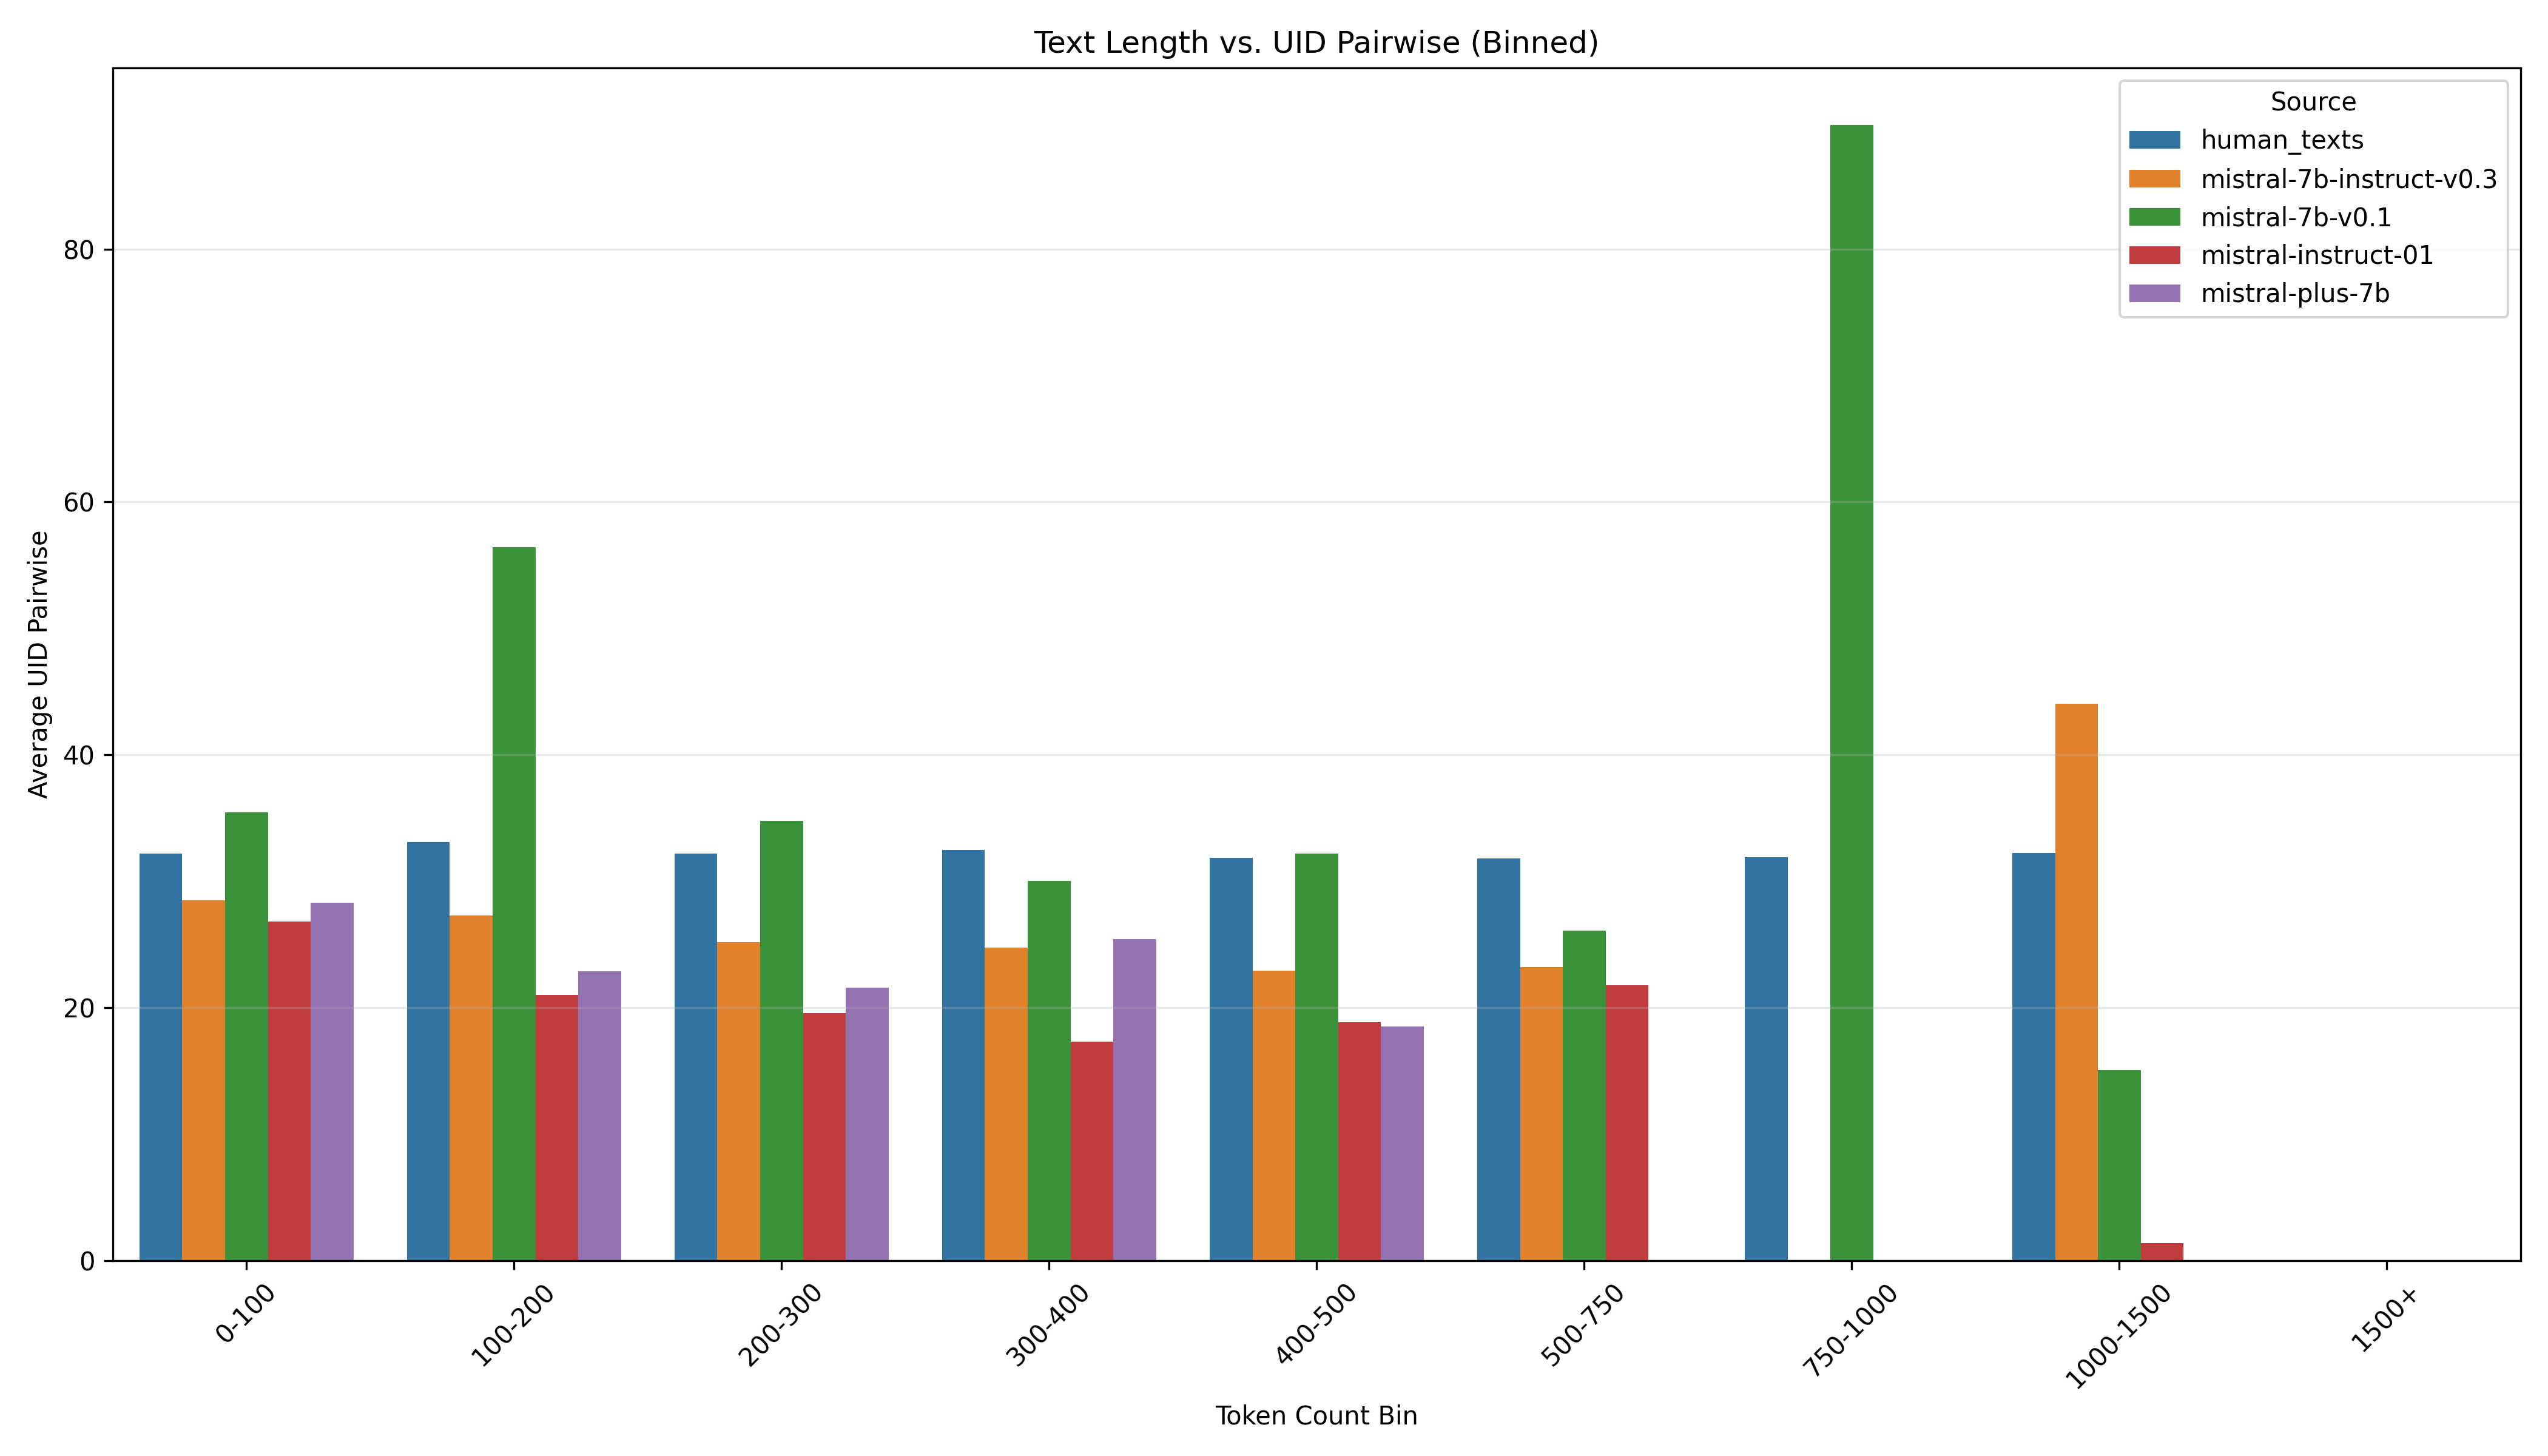 Text Length vs. UID Pairwise (Binned)
Source
human_texts
mistral-7b-instruct-v0.3
mistral-7b-v0.1
mistral-instruct-01
mistral-plus-7b
Average UID Pairwise
80
60
40
20
0
0-100
100-200
200-300
300-400
400-500
500-750
750-1000
1000-1500
1500+
Token Count Bin